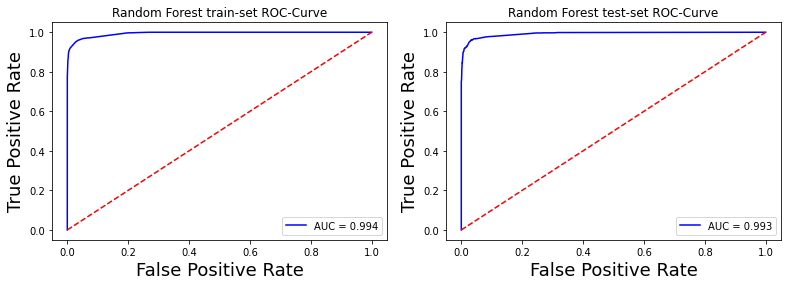 Random Forest train-set ROC-Curve
True Positive Rate
1.0
0.8
0.6
0.4
0.2
0.0
AUC = 0.994
0.0 0.2 0.4 0.6 0.8 1.0
False Positive Rate
Random Forest test-set ROC-Curve
True Positive Rate
1.0
0.8
0.6
0.4
0.2
0.0
AUC = 0.993
0.0 0.2 0.4 0.6 0.8 1.0
False Positive Rate